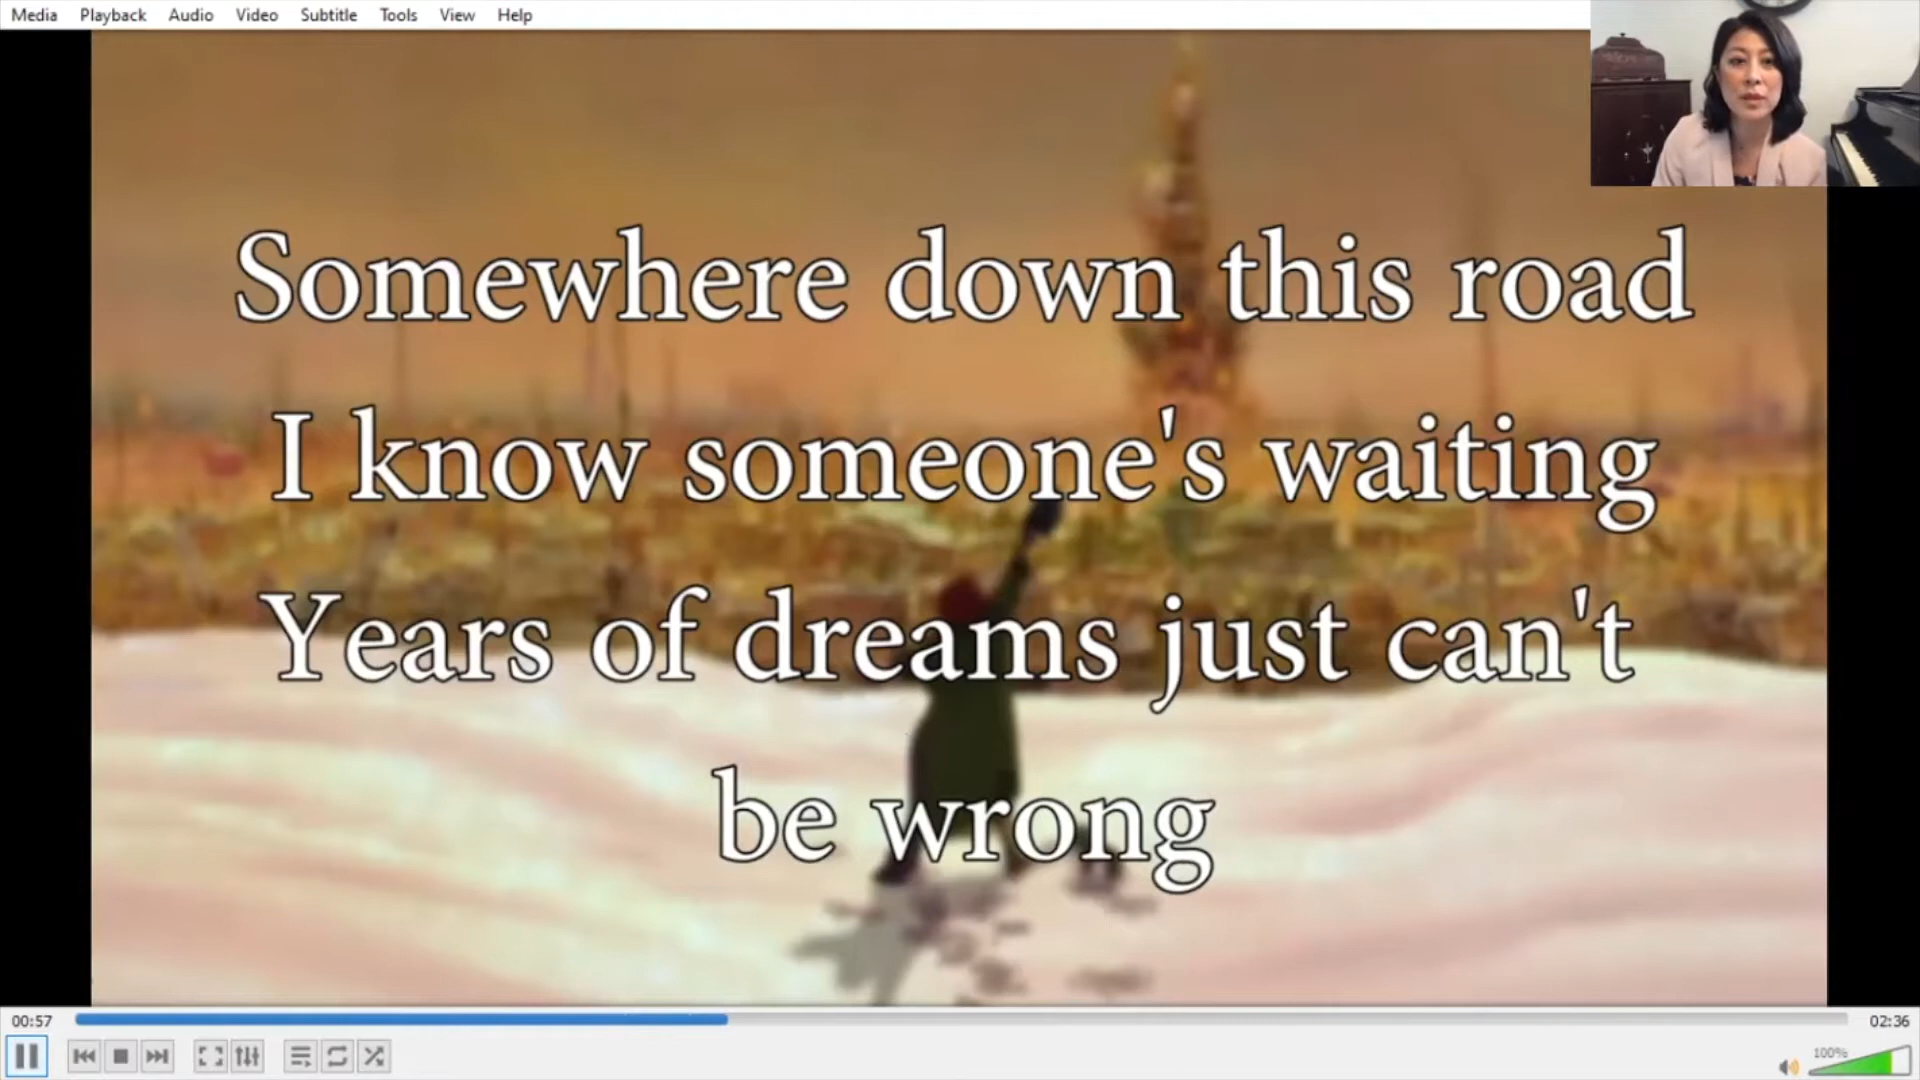 Media Playback Audio Video Subtitle Tools View Help
Somewhere down this road
I know someone's waiting
Years of dreams just can't
be wrong
00:57
02:36
100%